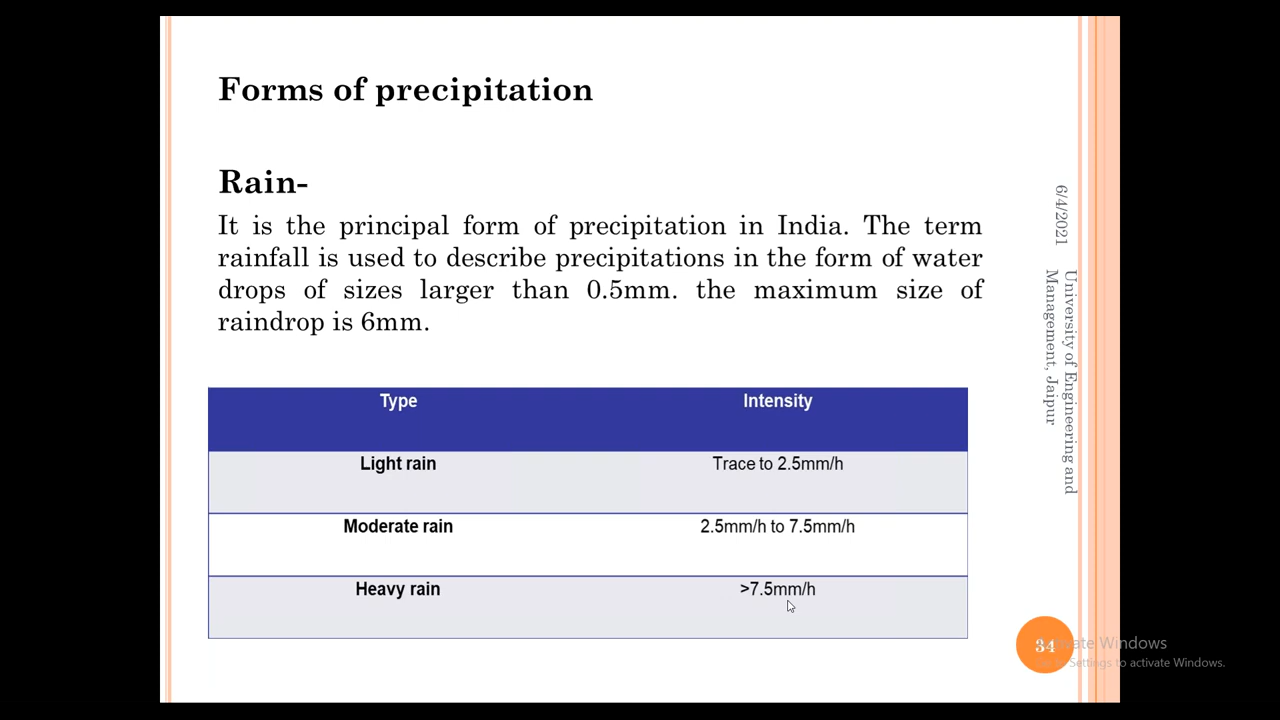 Forms of precipitation
Rain-
It is the principal form of precipitation in India. The term
rainfall is used to describe precipitations in the form of water
drops of sizes larger than 0.5mm. the maximum size of
raindrop is 6mm.
Type Intensity
Light rain Trace to 2.5mm/h
Moderate rain 2.5mm/h to 7.5mm/h
Heavy rain >7.5mm/h
6/4/2021
University of Engineering and
Management, Jaipur
34
Windows
Settings to activate Windows.